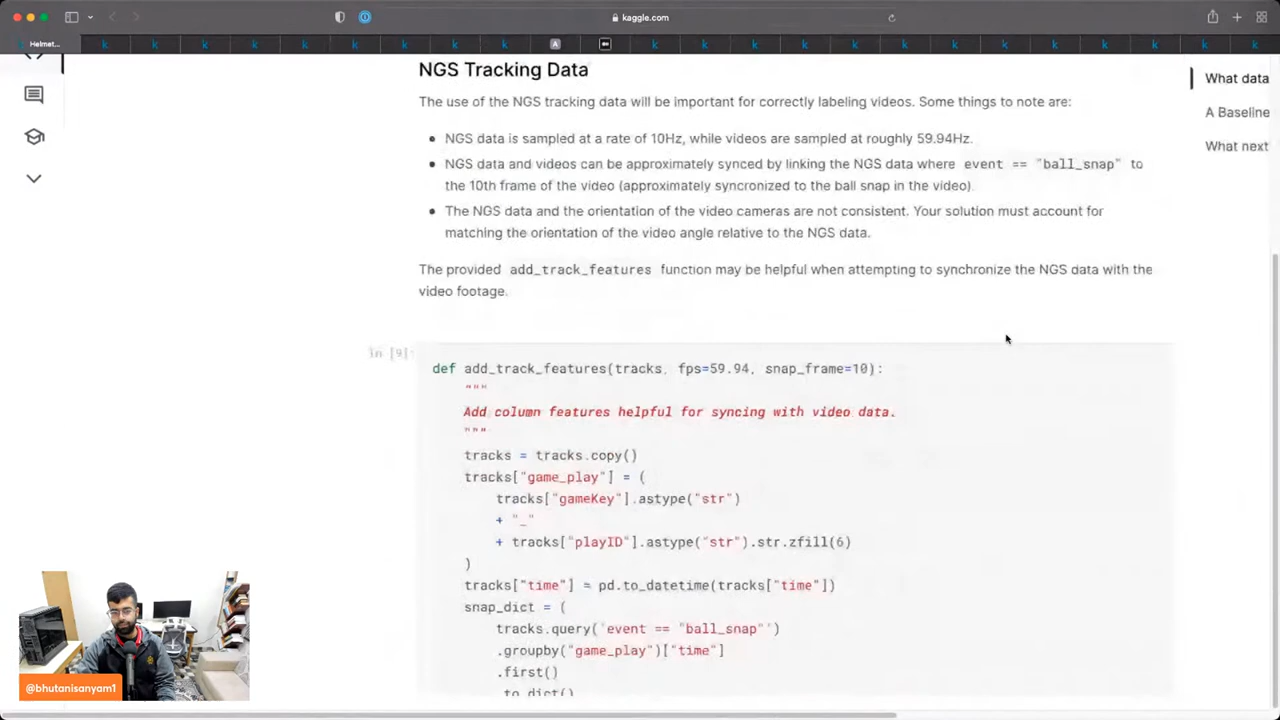 kaggle.com
Helmet...
NGS Tracking Data
What data
The use of the NGS tracking data will be important for correctly labeling videos. Some things to note are:
A Baseline
NGS data is sampled at a rate of 10Hz, while videos are sampled at roughly 59.94Hz.
What next
NGS data and videos can be approximately synced by linking the NGS data where event == "ball_snap" to
the 10th frame of the video (approximately syncronized to the ball snap in the video).
The NGS data and the orientation of the video cameras are not consistent. Your solution must account for
matching the orientation of the video angle relative to the NGS data.
The provided add_track_features function may be helpful when attempting to synchronize the NGS data with the
video footage.
In [9]:
def add_track_features(tracks, fps=59.94, snap_frame=10):
"""
Add column features helpful for syncing with video data.
"""
tracks = tracks.copy()
tracks["game_play"] = (
tracks["gameKey"].astype("str")
+ "_"
+ tracks["playID"].astype("str").str.zfill(6)
)
tracks["time"] = pd.to_datetime(tracks["time"])
snap_dict = (
tracks.query('event == "ball_snap"')
.groupby("game_play")["time"]
.first()
.to_dict()
@bhutanisanyam1